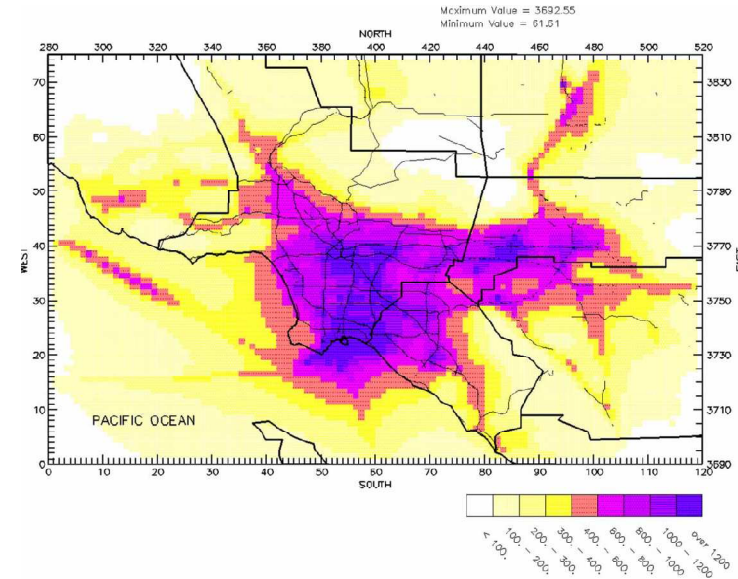 Maximum Value = 3692.55
Minimum Value = 61.51
NORTH
280 300 320 340 360 380 400 420 440 460 480 500 520
70 3830
60 3810
50 3790
40 3770
WEST
EAST
30 3750
20 3730
10 3710
PACIFIC OCEAN
0 3690
0 10 20 30 40 50 60 70 80 90 100 110 120
SOUTH
< 100.
100. - 200.
200. - 300.
300. - 400.
400. - 600.
600. - 800.
800. - 1000
1000 - 1200
over 1200